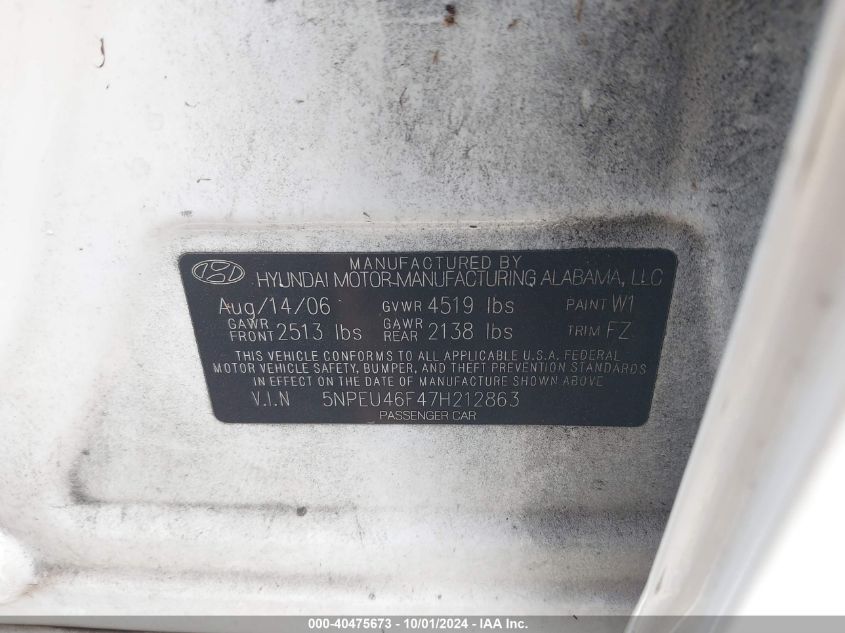 MANUFACTURED BY
HYUNDAI MOTOR-MANUFACTURING ALABAMA, LLC
Aug/14/06 GVWR 4519 lbs PAINT W1
GAWR FRONT 2513 lbs GAWR REAR 2138 lbs TRIM FZ
THIS VEHICLE CONFORMS TO ALL APPLICABLE U.S.A. FEDERAL
MOTOR VEHICLE SAFETY, BUMPER, AND THEFT PREVENTION STANDARDS
IN EFFECT ON THE DATE OF MANUFACTURE SHOWN ABOVE
V.I.N 5NPEU46F47H212863
PASSENGER CAR
000-40475673 - 10/01/2024 - IAA Inc.